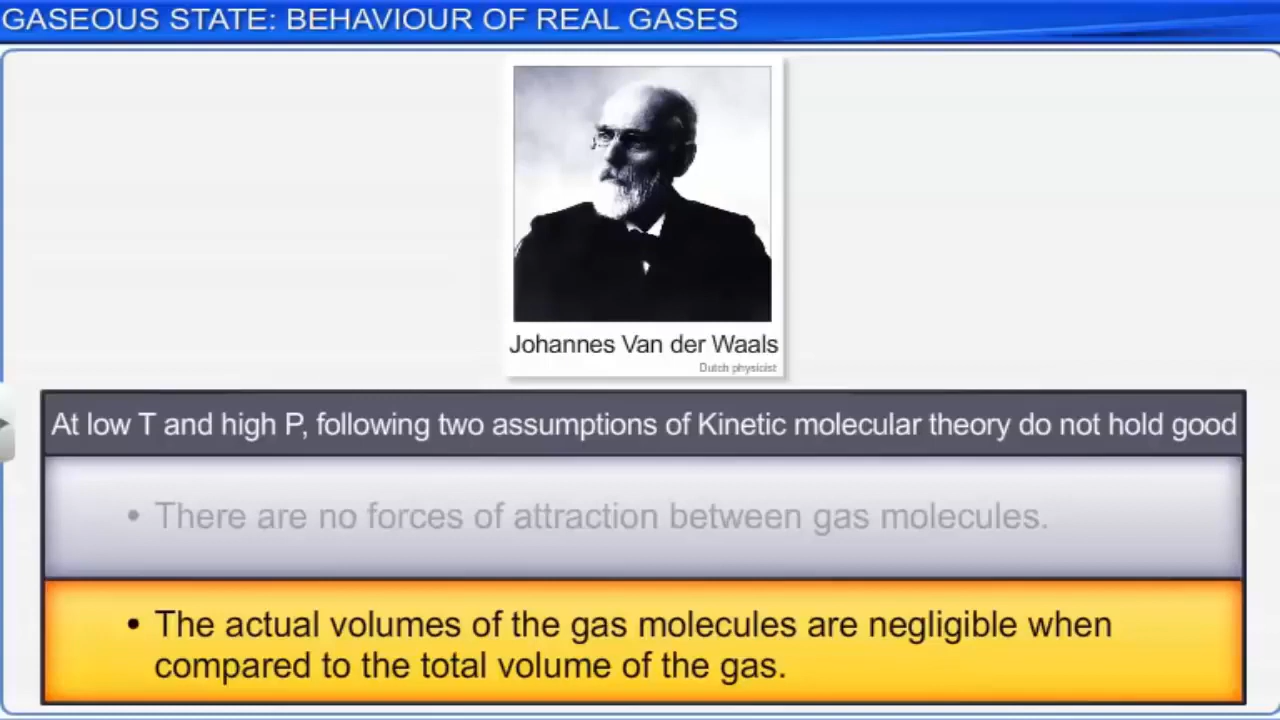 GASEOUS STATE: BEHAVIOUR OF REAL GASES
Johannes Van der Waals
Dutch physicist
At low T and high P, following two assumptions of Kinetic molecular theory do not hold good
• There are no forces of attraction between gas molecules.
• The actual volumes of the gas molecules are negligible when
compared to the total volume of the gas.